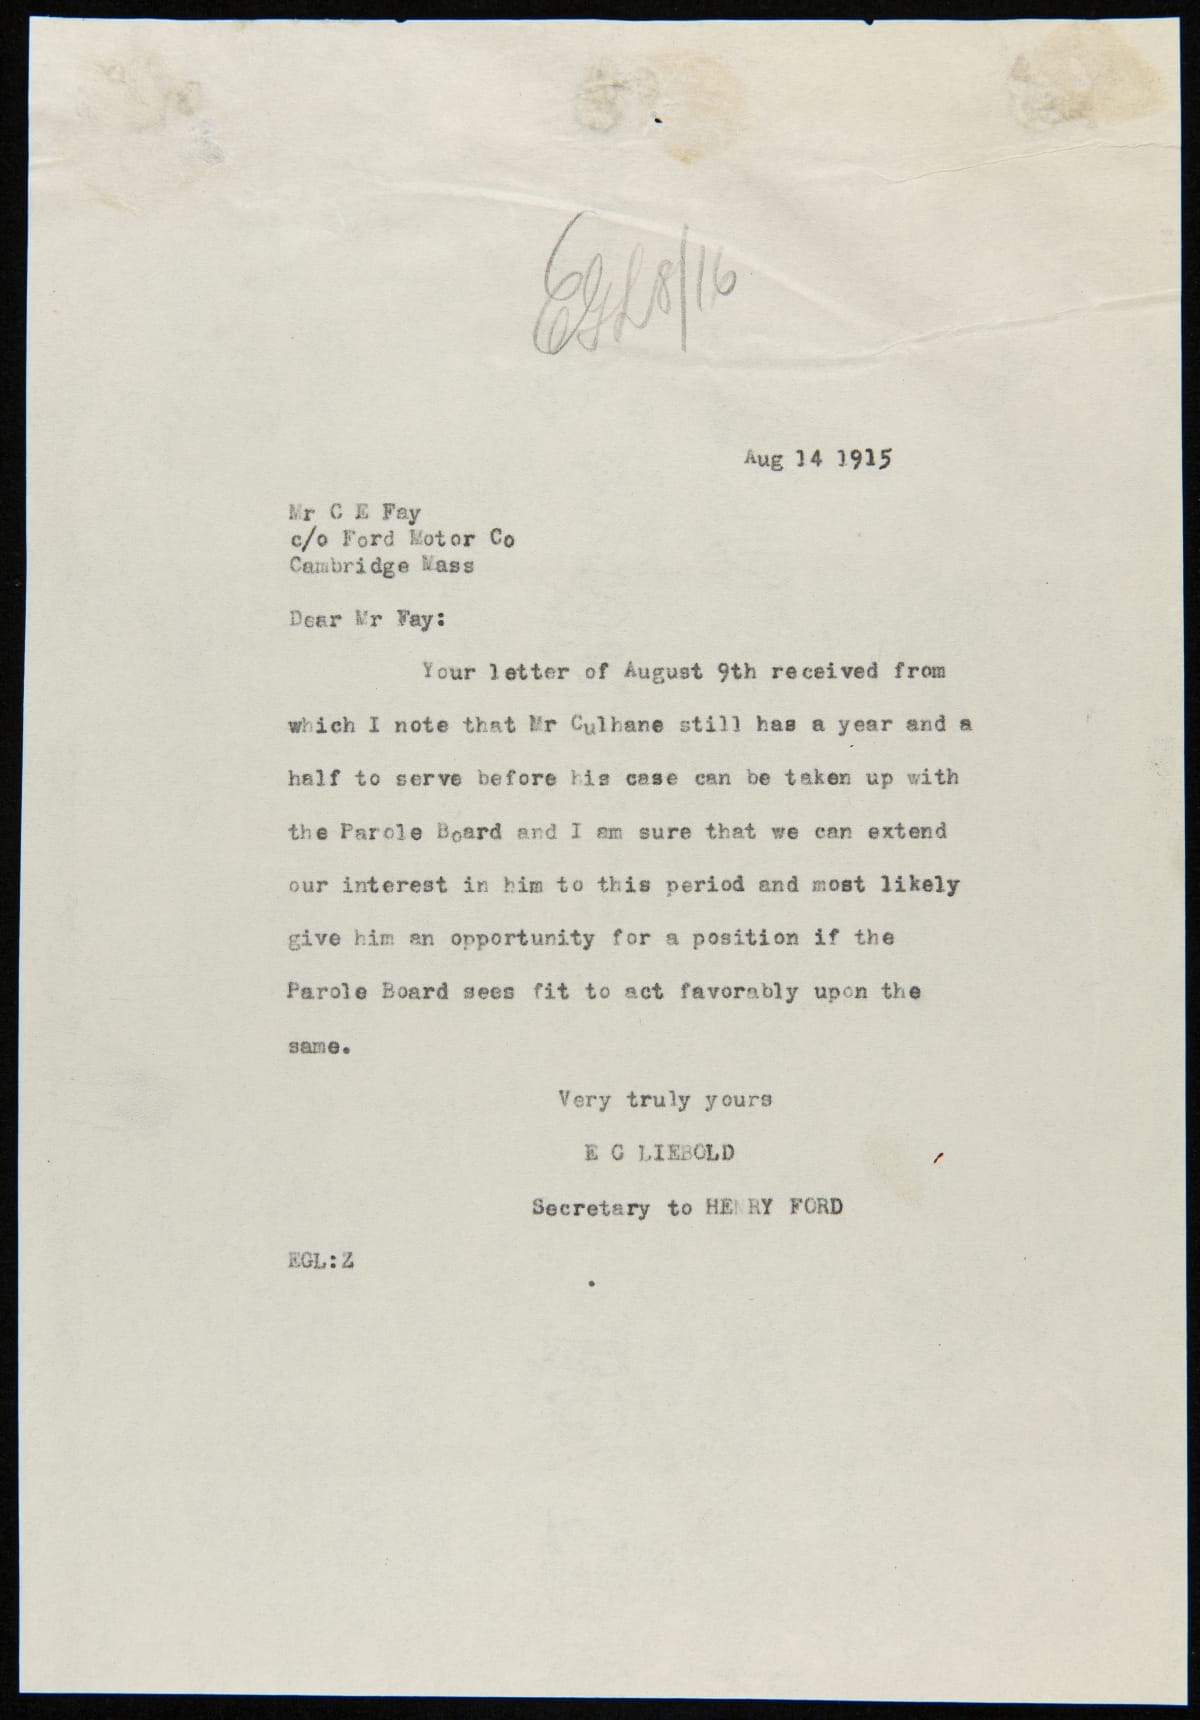 EGL 8/16
Aug 14 1915
Mr C E Fay
c/o Ford Motor Co
Cambridge Mass
Dear Mr Fay:
Your letter of August 9th received from
which I note that Mr Culhane still has a year and a
half to serve before his case can be taken up with
the Parole Board and I am sure that we can extend
our interest in him to this period and most likely
give him an opportunity for a position if the
Parole Board sees fit to act favorably upon the
same.
Very truly yours
E G LIEBOLD
Secretary to HENRY FORD
EGL:Z